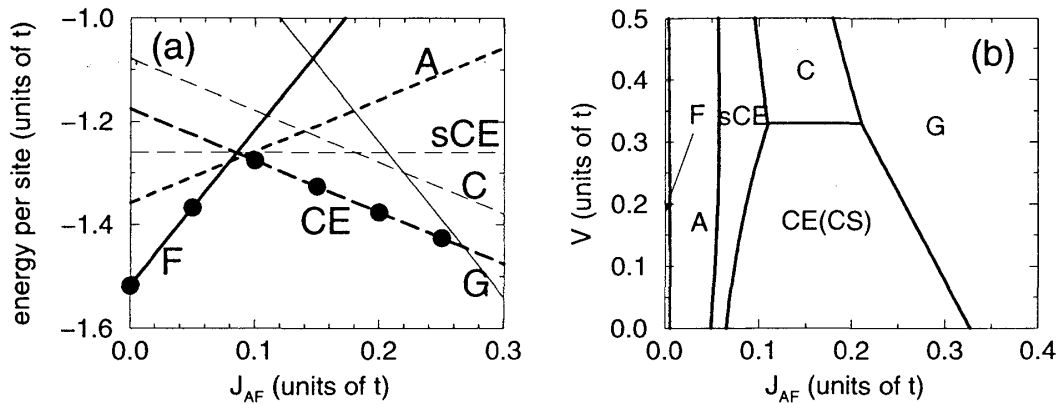 (a)
energy per site (units of t)
-1.0
-1.2
-1.4
-1.6
A
sCE
C
CE
F
G
0.0 0.1 0.2 0.3
J_AF (units of t)
(b)
V (units of t)
0.5
0.4
0.3
0.2
0.1
0.0
C
F
sCE
G
A
CE(CS)
0.0 0.1 0.2 0.3 0.4
J_AF (units of t)